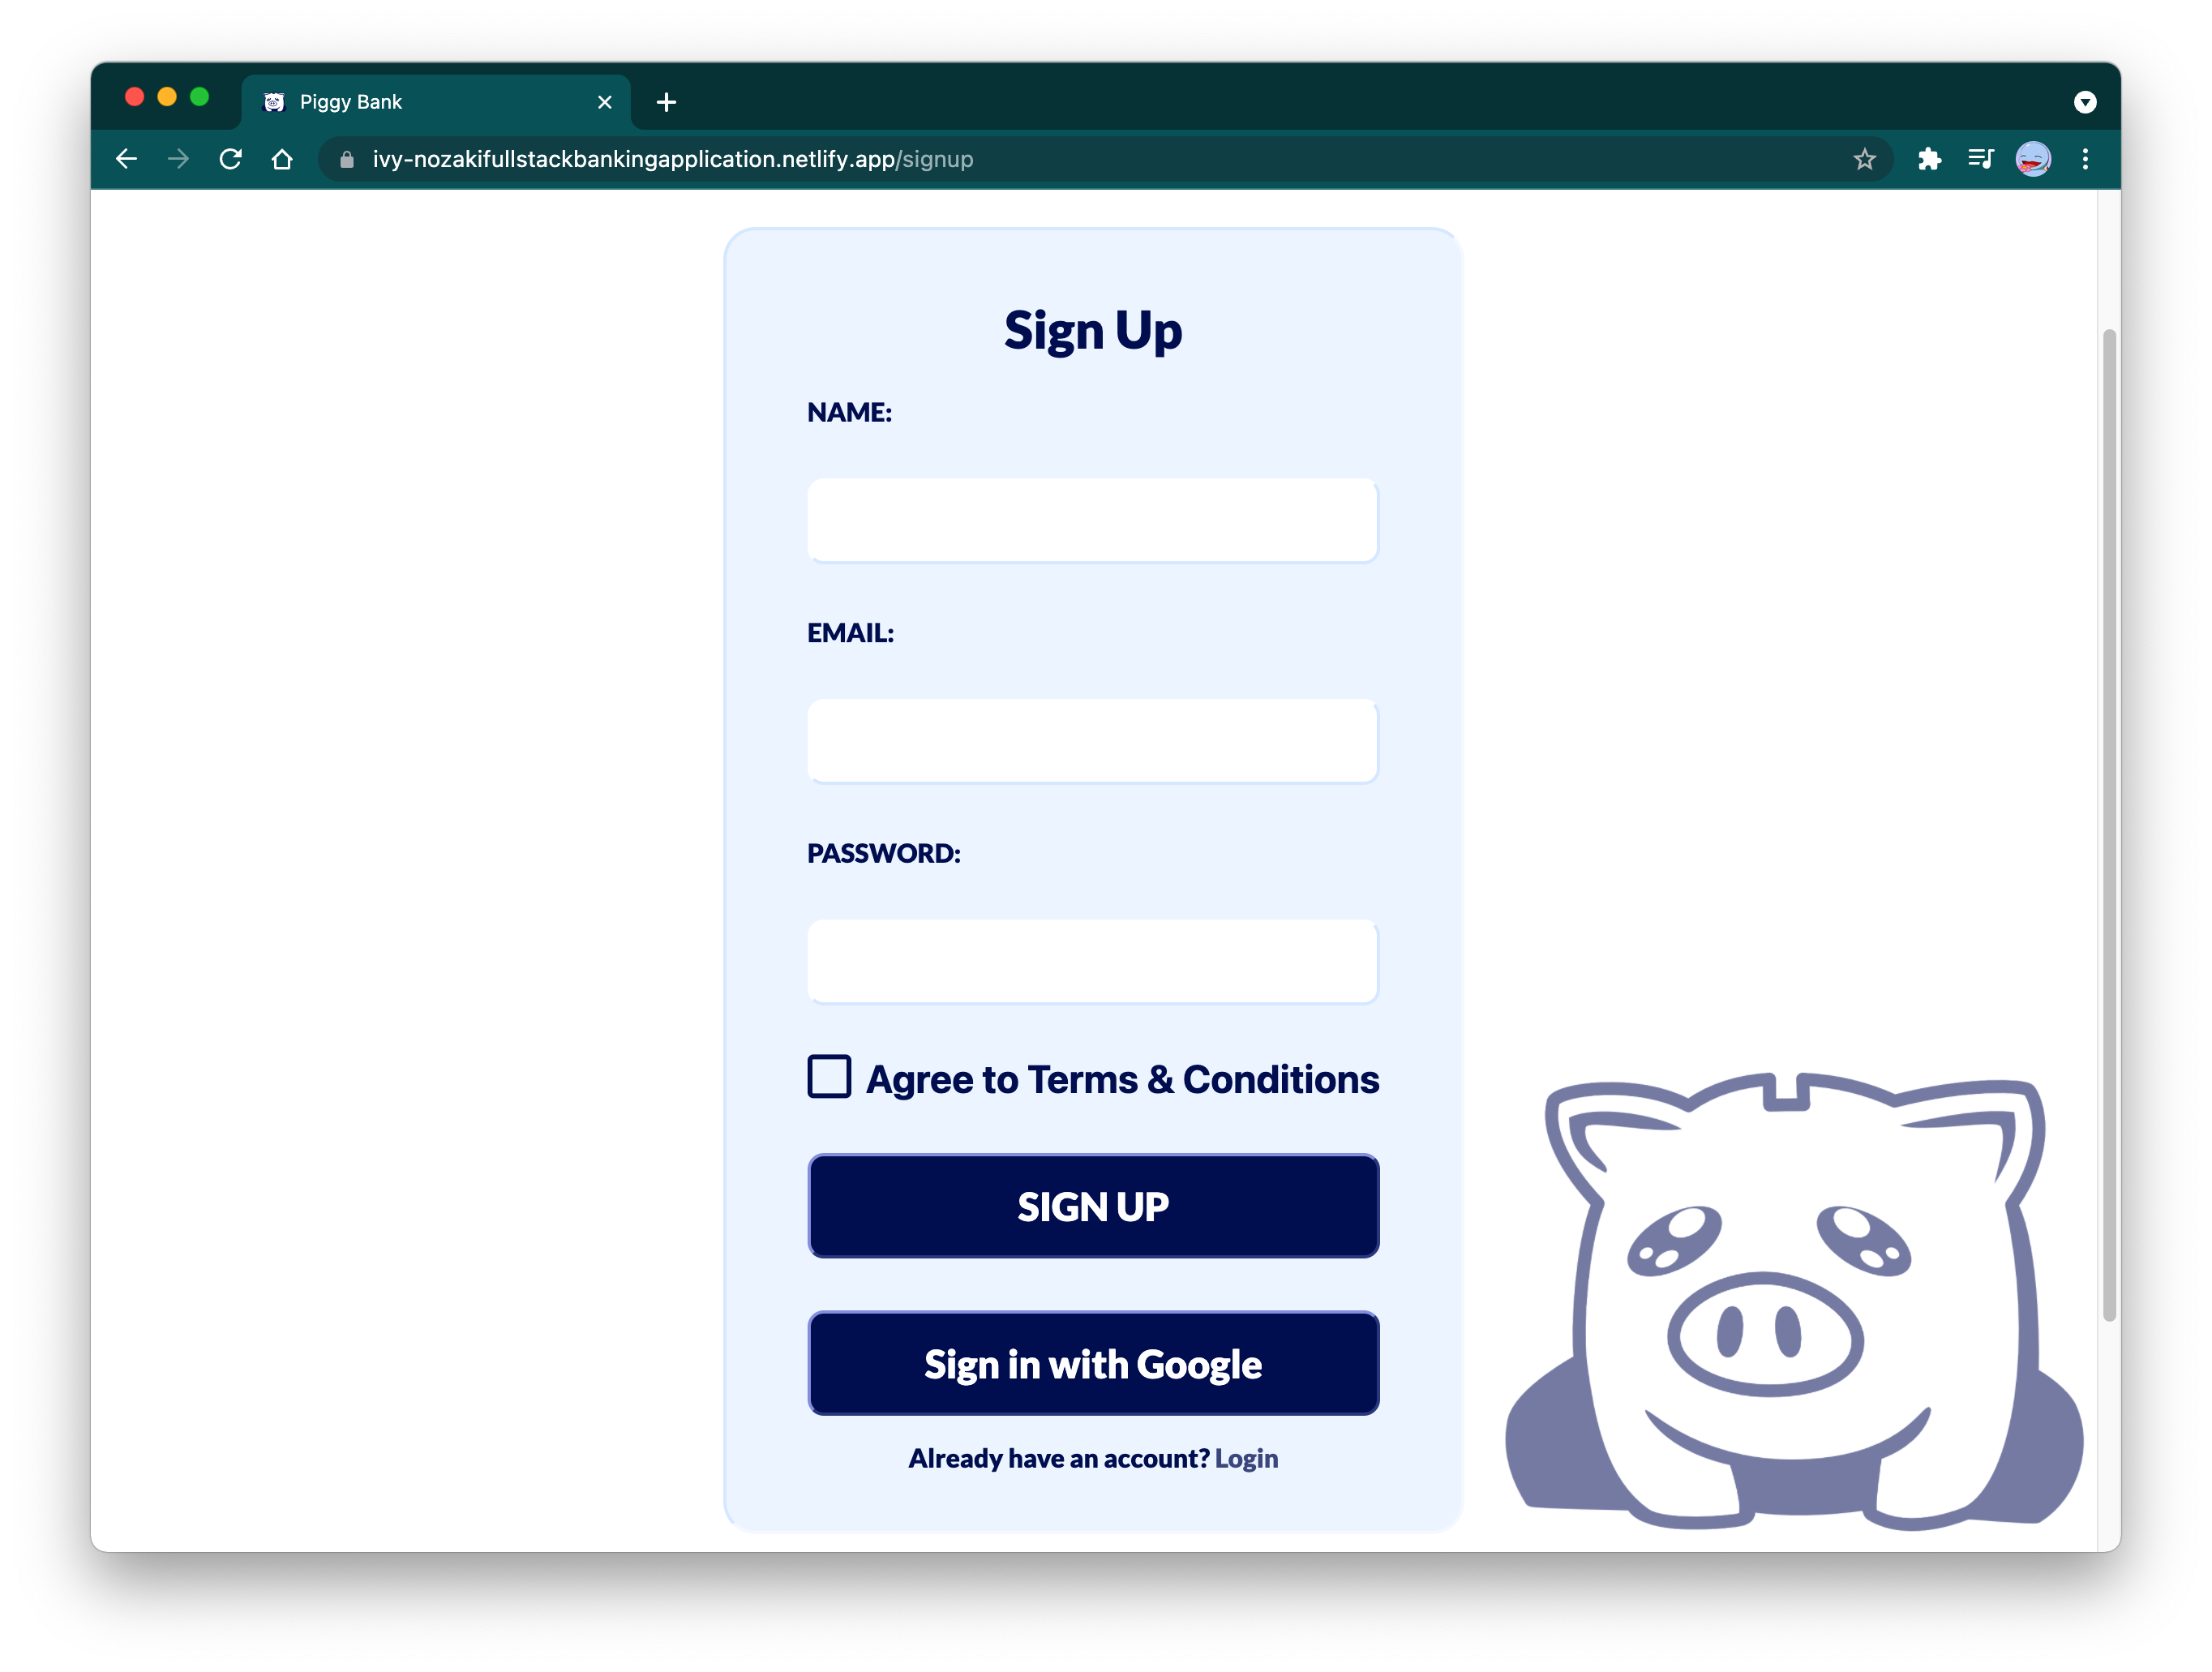 Piggy Bank
ivy-nozakifullstackbankingapplication.netlify.app/signup
Sign Up
NAME:
EMAIL:
PASSWORD:
Agree to Terms & Conditions
SIGN UP
Sign in with Google
Already have an account? Login